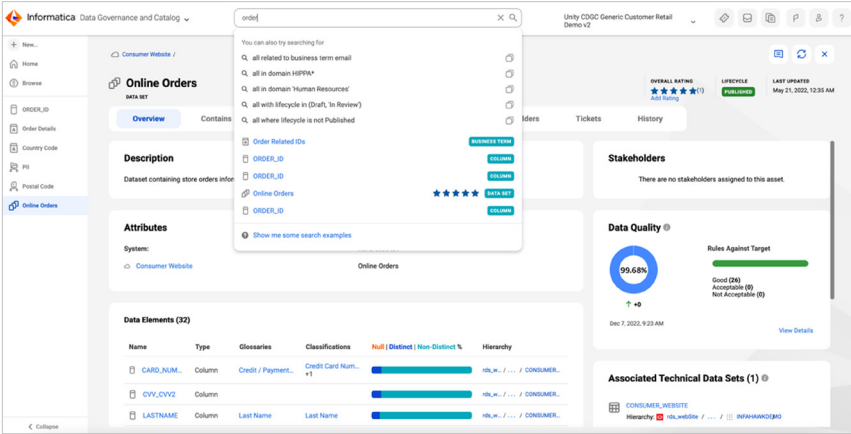 Informatica Data Governance and Catalog
order
Unity CDGC Generic Customer Retail
Demo v2
?
New...
Home
Browse
ORDER_ID
Order Details
Country Code
PII
Postal Code
Online Orders
Collapse
Consumer Website /
Online Orders
DATA SET
OVERALL RATING
(1)
Add Rating
LIFECYCLE
PUBLISHED
LAST UPDATED
May 21, 2022, 12:35 AM
You can also try searching for
all related to business term email
all in domain HIPPA*
all in domain 'Human Resources'
all with lifecycle in (Draft, 'In Review')
all where lifecycle is not Published
Order Related IDs BUSINESS TERM
ORDER_ID COLUMN
ORDER_ID COLUMN
Online Orders DATA SET
ORDER_ID COLUMN
Show me some search examples
Overview Contains lders Tickets History
Description
Dataset containing store orders infor
Attributes
System:
Consumer Website
Online Orders
Data Elements (32)
Name Type Glossaries Classifications Null | Distinct | Non-Distinct % Hierarchy
CARD_NUM... Column Credit / Payment... Credit Card Num... rds_w... / ... / CONSUMER...
+1
CVV_CVV2 Column rds_w... / ... / CONSUMER...
LASTNAME Column Last Name Last Name rds_w... / ... / CONSUMER...
Stakeholders
There are no stakeholders assigned to this asset.
Data Quality
99.68%
+0
Dec 7, 2022, 9:23 AM
Rules Against Target
Good (26)
Acceptable (0)
Not Acceptable (0)
View Details
Associated Technical Data Sets (1)
CONSUMER_WEBSITE
Hierarchy: rds_webSite / ... / INFAHAWKDEMO